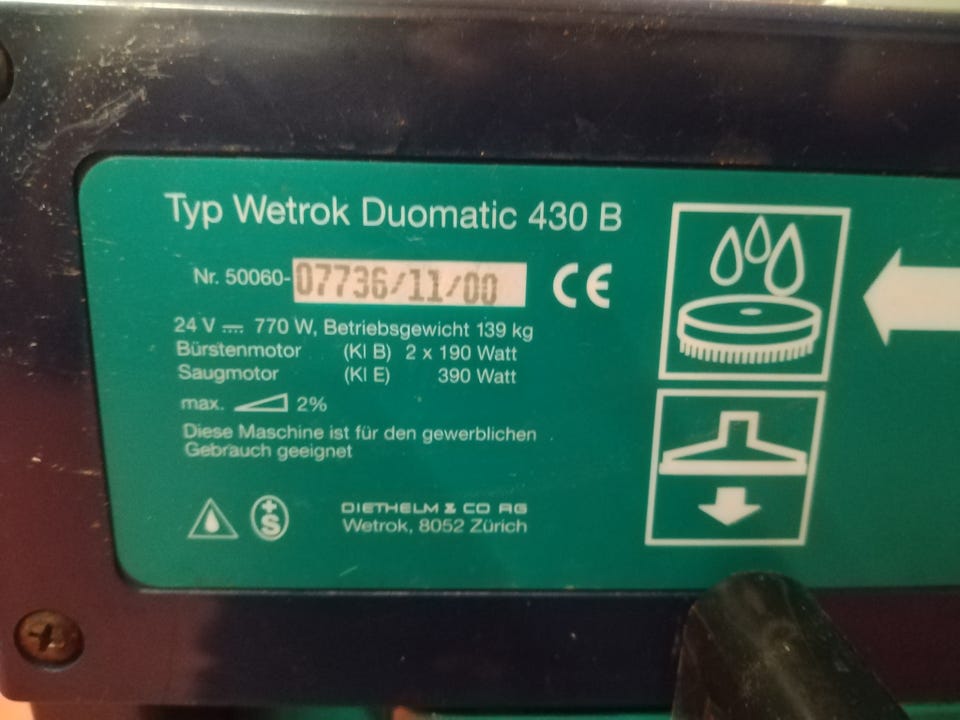 Typ Wetrok Duomatic 430 B
Nr. 50060-07736/11/00 CE
24 V ⎓ 770 W, Betriebsgewicht 139 kg
Bürstenmotor (Kl B) 2 x 190 Watt
Saugmotor (Kl E) 390 Watt
max. 2%
Diese Maschine ist für den gewerblichen
Gebrauch geeignet
+S
DIETHELM & CO AG
Wetrok, 8052 Zürich